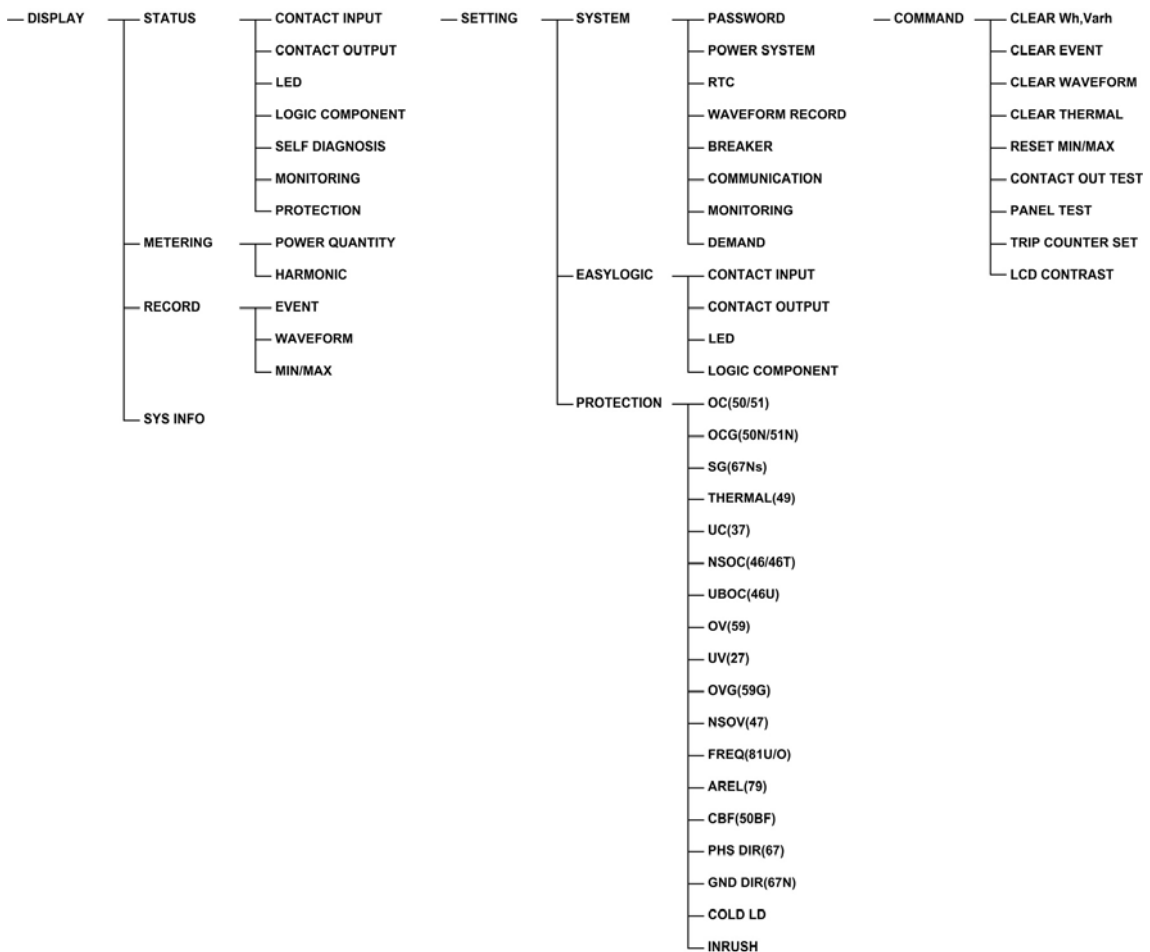 DISPLAY
STATUS
CONTACT INPUT
CONTACT OUTPUT
LED
LOGIC COMPONENT
SELF DIAGNOSIS
MONITORING
PROTECTION
METERING
POWER QUANTITY
HARMONIC
RECORD
EVENT
WAVEFORM
MIN/MAX
SYS INFO
SETTING
SYSTEM
PASSWORD
POWER SYSTEM
RTC
WAVEFORM RECORD
BREAKER
COMMUNICATION
MONITORING
DEMAND
EASYLOGIC
CONTACT INPUT
CONTACT OUTPUT
LED
LOGIC COMPONENT
PROTECTION
OC(50/51)
OCG(50N/51N)
SG(67Ns)
THERMAL(49)
UC(37)
NSOC(46/46T)
UBOC(46U)
OV(59)
UV(27)
OVG(59G)
NSOV(47)
FREQ(81U/O)
AREL(79)
CBF(50BF)
PHS DIR(67)
GND DIR(67N)
COLD LD
INRUSH
COMMAND
CLEAR Wh,Varh
CLEAR EVENT
CLEAR WAVEFORM
CLEAR THERMAL
RESET MIN/MAX
CONTACT OUT TEST
PANEL TEST
TRIP COUNTER SET
LCD CONTRAST